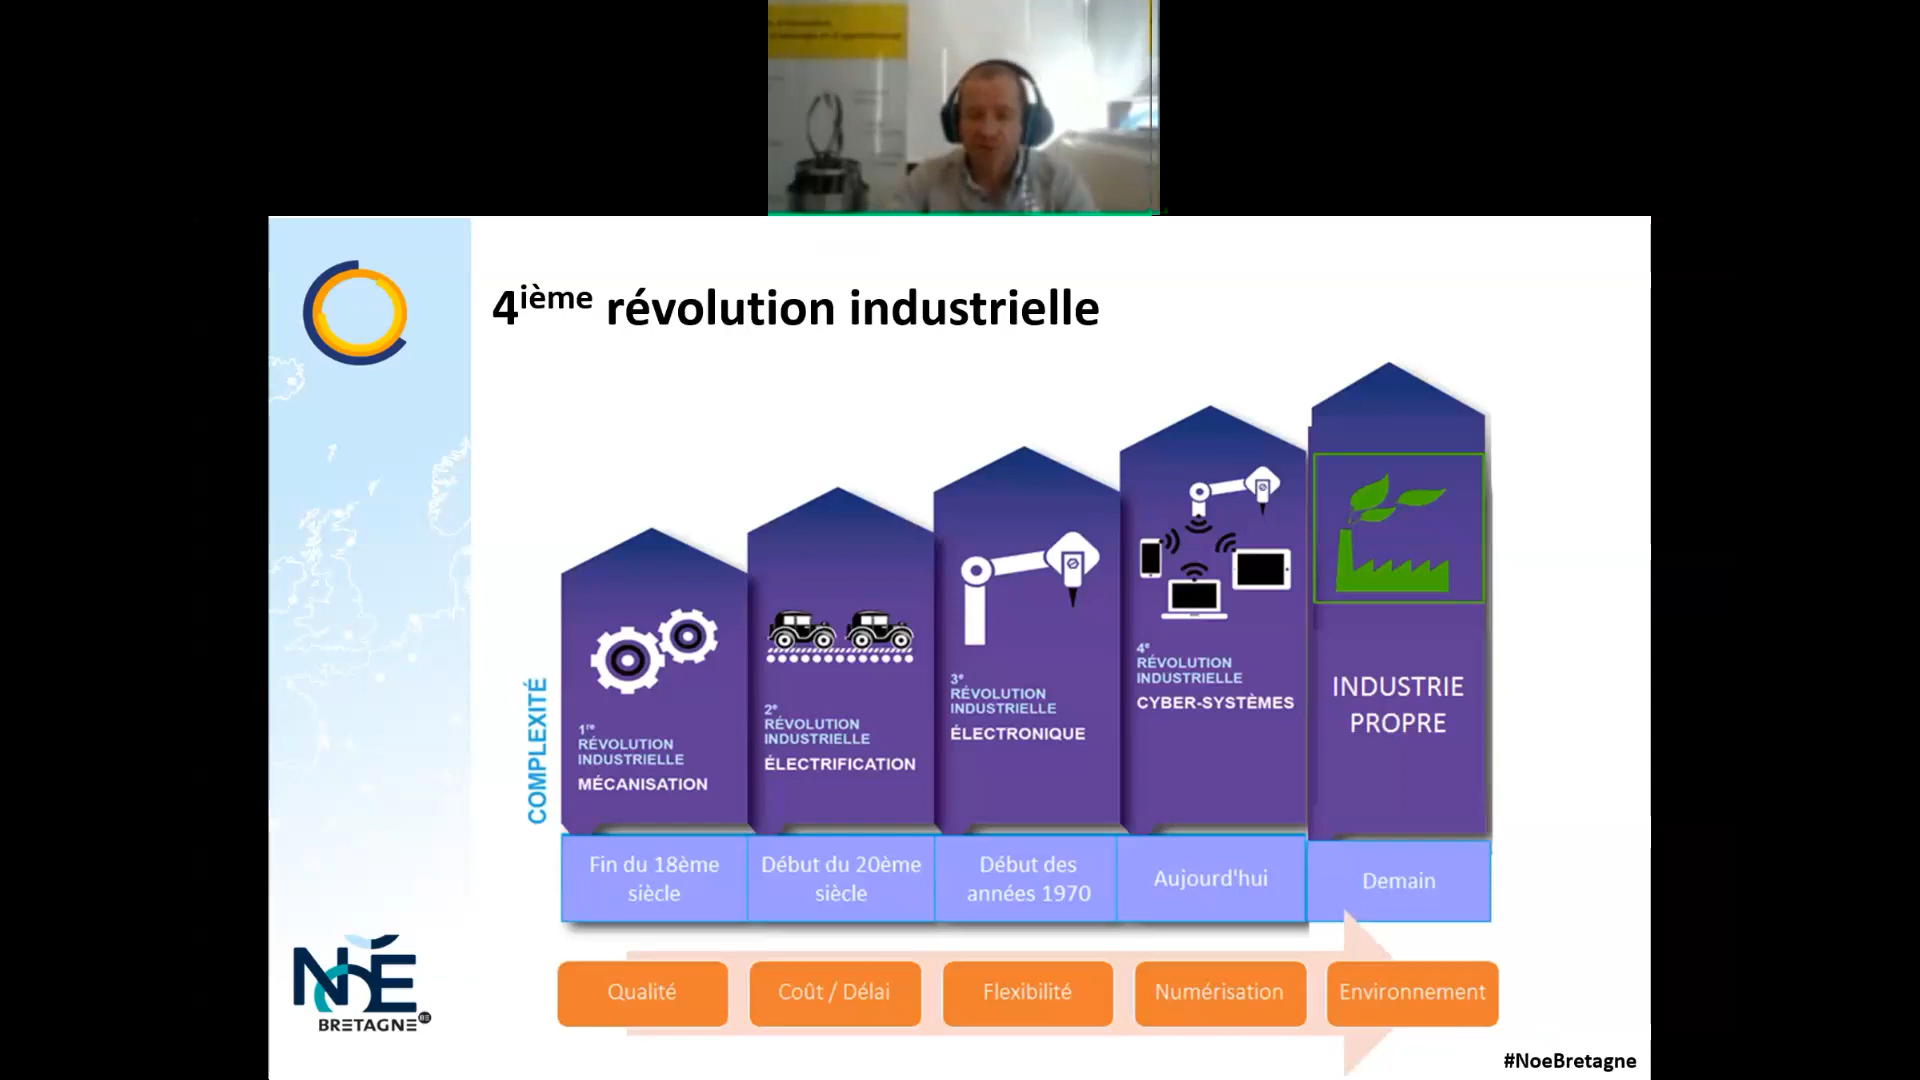 4ième révolution industrielle
COMPLEXITÉ
1re
RÉVOLUTION
INDUSTRIELLE
MÉCANISATION
2e
RÉVOLUTION
INDUSTRIELLE
ÉLECTRIFICATION
3e
RÉVOLUTION
INDUSTRIELLE
ÉLECTRONIQUE
4e
RÉVOLUTION
INDUSTRIELLE
CYBER-SYSTÈMES
INDUSTRIE
PROPRE
Fin du 18ème
siècle
Début du 20ème
siècle
Début des
années 1970
Aujourd'hui
Demain
Qualité
Coût / Délai
Flexibilité
Numérisation
Environnement
NOÉ
BRETAGNE
#NoeBretagne